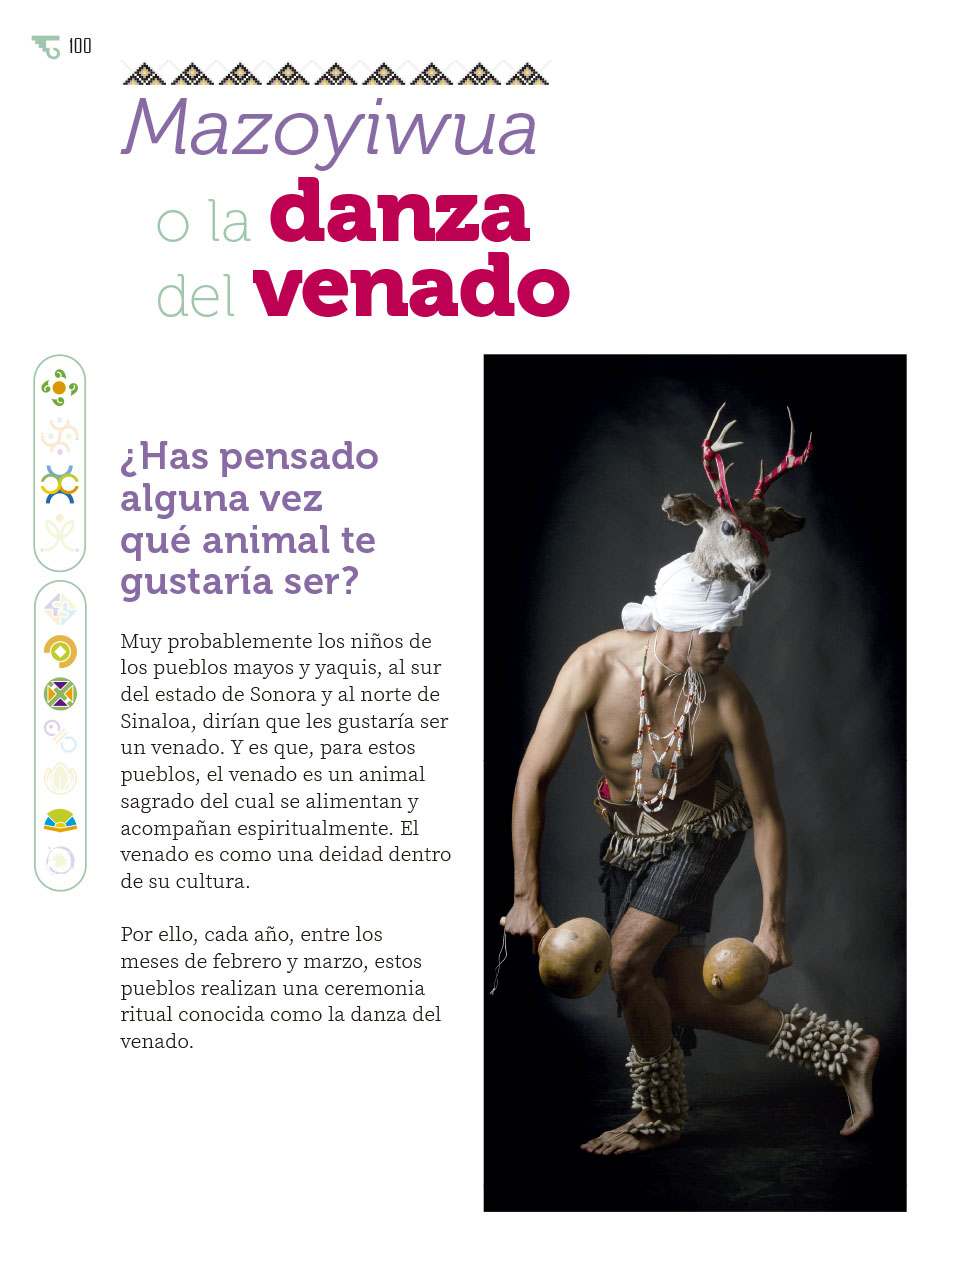 100
Mazoyiwua
o la danza
del venado
¿Has pensado
alguna vez
qué animal te
gustaría ser?
Muy probablemente los niños de
los pueblos mayos y yaquis, al sur
del estado de Sonora y al norte de
Sinaloa, dirían que les gustaría ser
un venado. Y es que, para estos
pueblos, el venado es un animal
sagrado del cual se alimentan y
acompañan espiritualmente. El
venado es como una deidad dentro
de su cultura.
Por ello, cada año, entre los
meses de febrero y marzo, estos
pueblos realizan una ceremonia
ritual conocida como la danza del
venado.